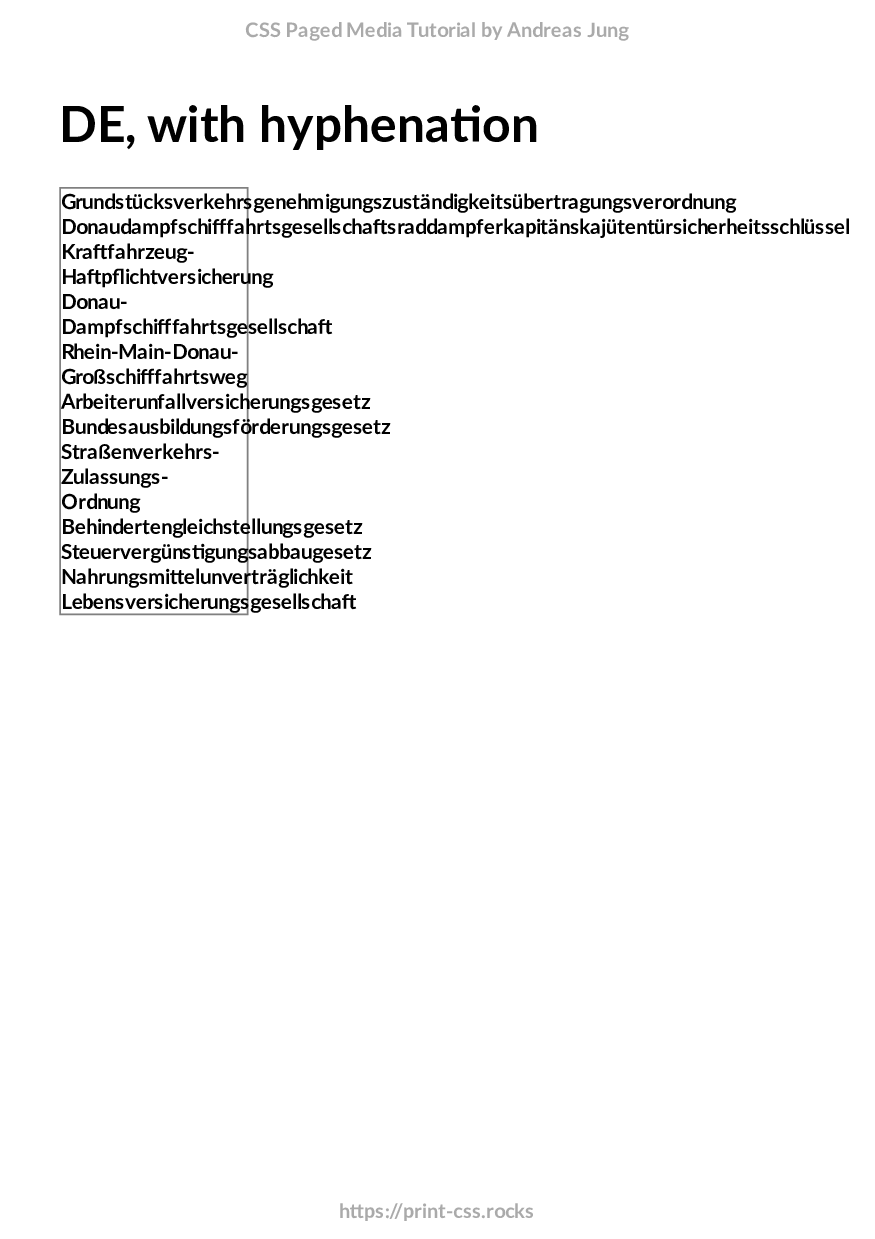 CSS Paged Media Tutorial by Andreas Jung
DE, with hyphenation
Grundstücksverkehrsgenehmigungszuständigkeitsübertragungsverordnung
Donaudampfschifffahrtsgesellschaftsraddampferkapitänskajütentürsicherheitsschlüssel
Kraftfahrzeug-
Haftpflichtversicherung
Donau-
Dampfschifffahrtsgesellschaft
Rhein-Main-Donau-
Großschifffahrtsweg
Arbeiterunfallversicherungsgesetz
Bundesausbildungsförderungsgesetz
Straßenverkehrs-
Zulassungs-
Ordnung
Behindertengleichstellungsgesetz
Steuervergünstigungsabbaugesetz
Nahrungsmittelunverträglichkeit
Lebensversicherungsgesellschaft
https://print-css.rocks